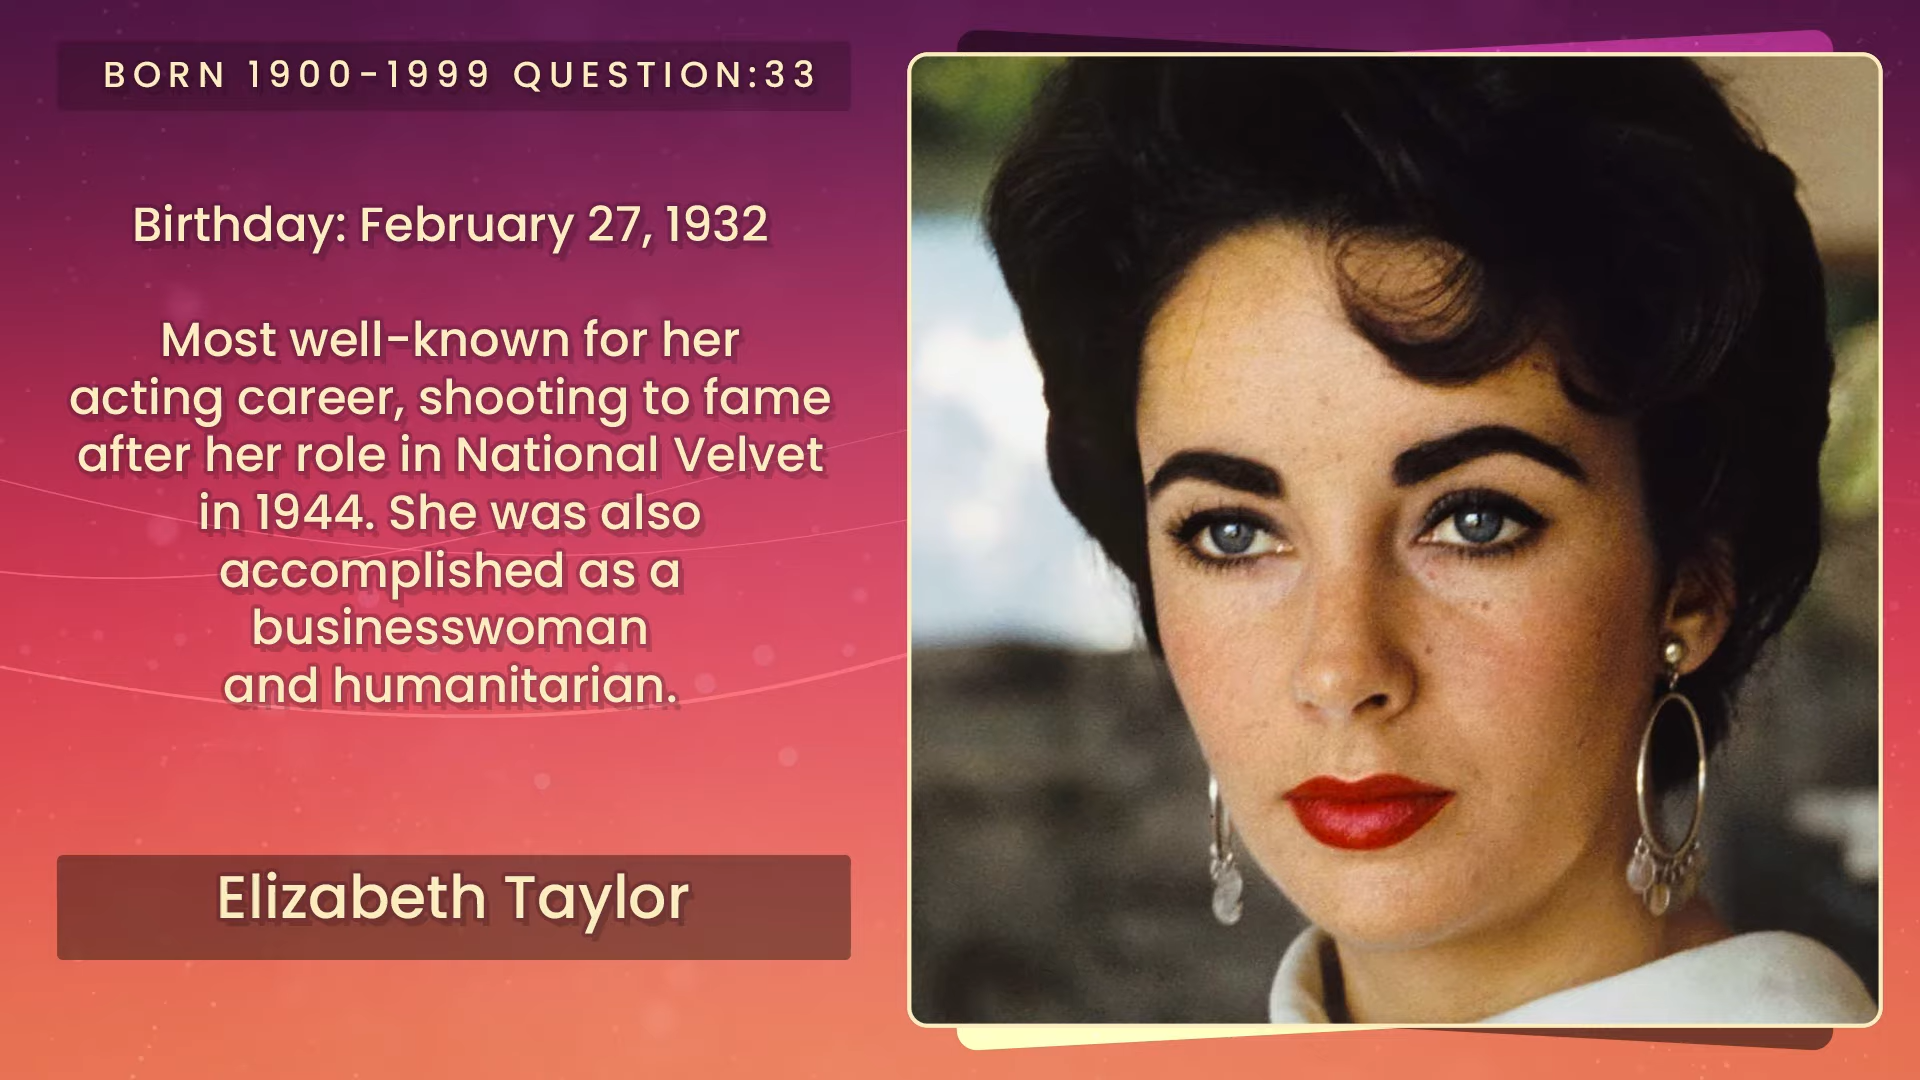 BORN 1900-1999 QUESTION:33
Birthday: February 27, 1932
Most well-known for her
acting career, shooting to fame
after her role in National Velvet
in 1944. She was also
accomplished as a
businesswoman
and humanitarian.
Elizabeth Taylor